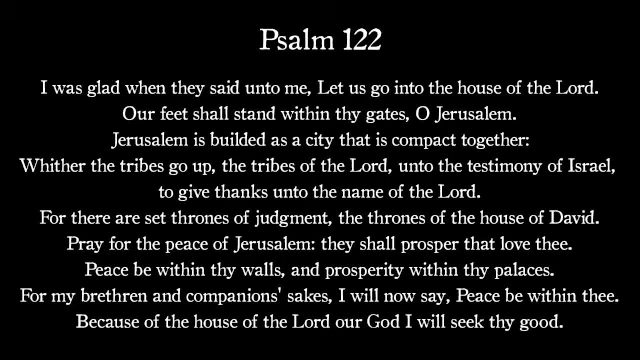 Psalm 122
I was glad when they said unto me, Let us go into the house of the Lord.
Our feet shall stand within thy gates, O Jerusalem.
Jerusalem is builded as a city that is compact together:
Whither the tribes go up, the tribes of the Lord, unto the testimony of Israel,
to give thanks unto the name of the Lord.
For there are set thrones of judgment, the thrones of the house of David.
Pray for the peace of Jerusalem: they shall prosper that love thee.
Peace be within thy walls, and prosperity within thy palaces.
For my brethren and companions' sakes, I will now say, Peace be within thee.
Because of the house of the Lord our God I will seek thy good.